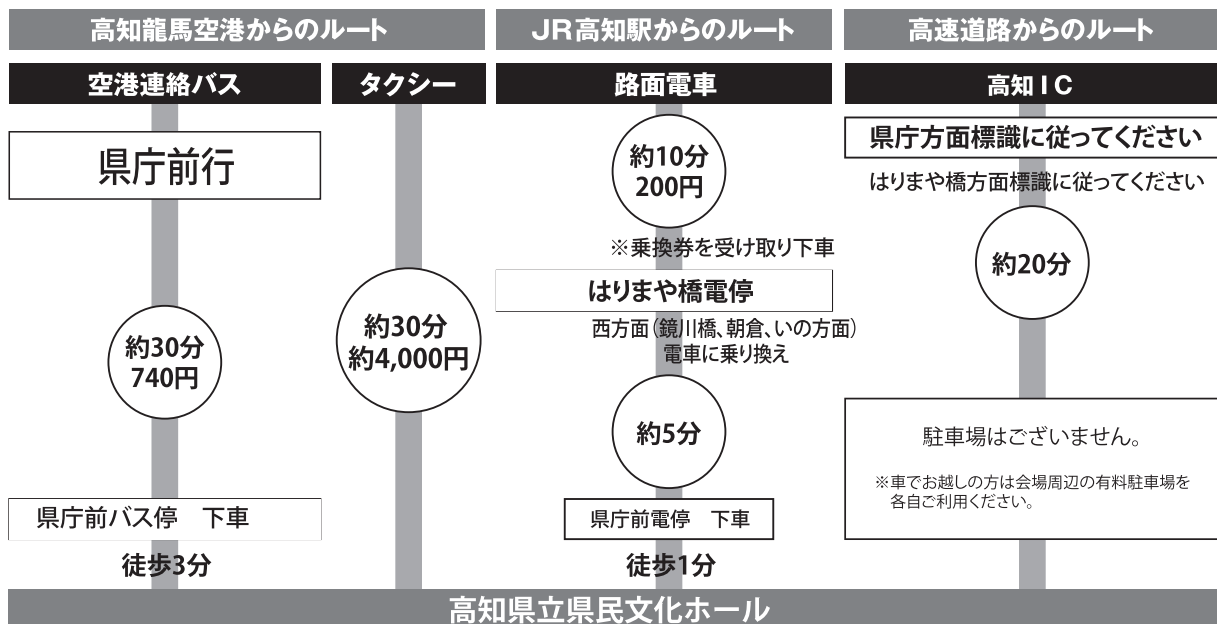 高知龍馬空港からのルート
空港連絡バス
県庁前行
約30分
740円
県庁前バス停　下車
徒歩3分
タクシー
約30分
約4,000円
JR高知駅からのルート
路面電車
約10分
200円
※乗換券を受け取り下車
はりまや橋電停
西方面（鏡川橋、朝倉、いの方面）
電車に乗り換え
約5分
県庁前電停　下車
徒歩1分
高速道路からのルート
高知IC
県庁方面標識に従ってください
はりまや橋方面標識に従ってください
約20分
駐車場はございません。
※車でお越しの方は会場周辺の有料駐車場を
各自ご利用ください。
高知県立県民文化ホール